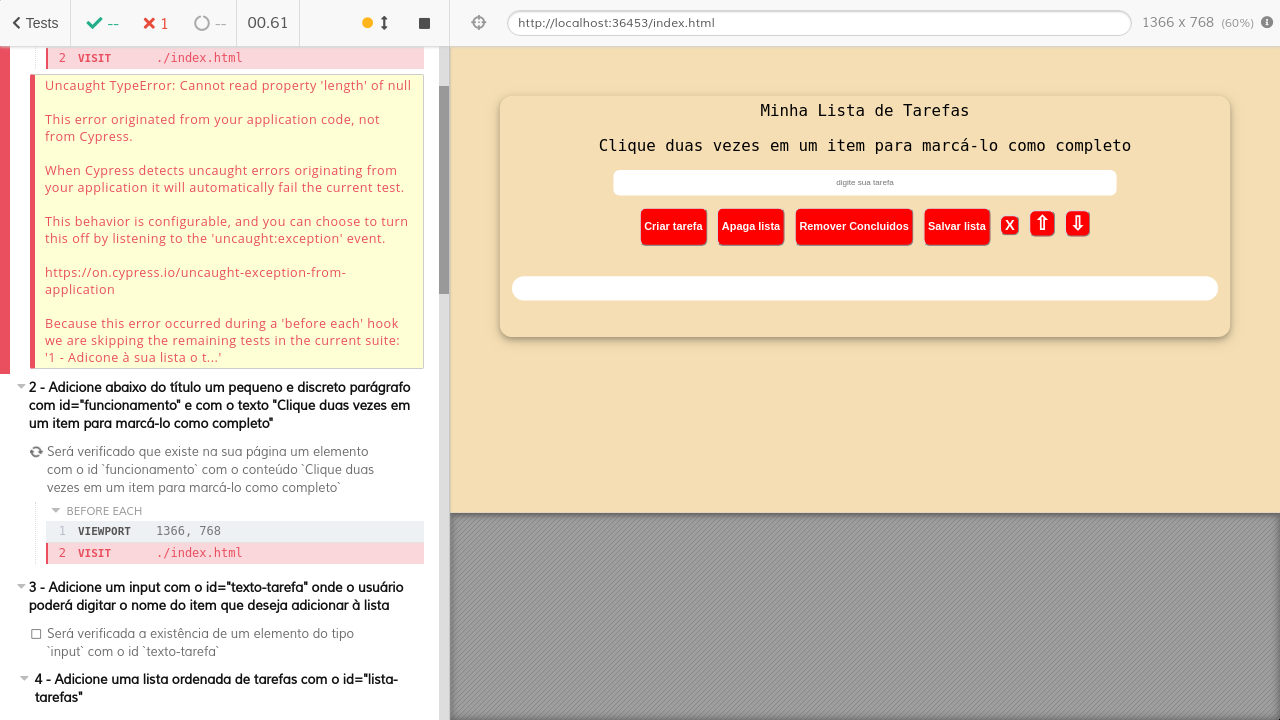 Tests
--
1
--
00.61
2 VISIT ./index.html
Uncaught TypeError: Cannot read property 'length' of null
This error originated from your application code, not
from Cypress.
When Cypress detects uncaught errors originating from
your application it will automatically fail the current test.
This behavior is configurable, and you can choose to turn
this off by listening to the 'uncaught:exception' event.
https://on.cypress.io/uncaught-exception-from-
application
Because this error occurred during a 'before each' hook
we are skipping the remaining tests in the current suite:
'1 - Adicone à sua lista o t...'
2 - Adicione abaixo do título um pequeno e discreto parágrafo
com id="funcionamento" e com o texto "Clique duas vezes em
um item para marcá-lo como completo"
Será verificado que existe na sua página um elemento
com o id `funcionamento` com o conteúdo `Clique duas
vezes em um item para marcá-lo como completo`
BEFORE EACH
1 VIEWPORT 1366, 768
2 VISIT ./index.html
3 - Adicione um input com o id="texto-tarefa" onde o usuário
poderá digitar o nome do item que deseja adicionar à lista
Será verificada a existência de um elemento do tipo
`input` com o id `texto-tarefa`
4 - Adicione uma lista ordenada de tarefas com o id="lista-
tarefas"
http://localhost:36453/index.html
1366 x 768 (60%)
Minha Lista de Tarefas
Clique duas vezes em um item para marcá-lo como completo
digite sua tarefa
Criar tarefa Apaga lista Remover Concluidos Salvar lista X ⇧ ⇩